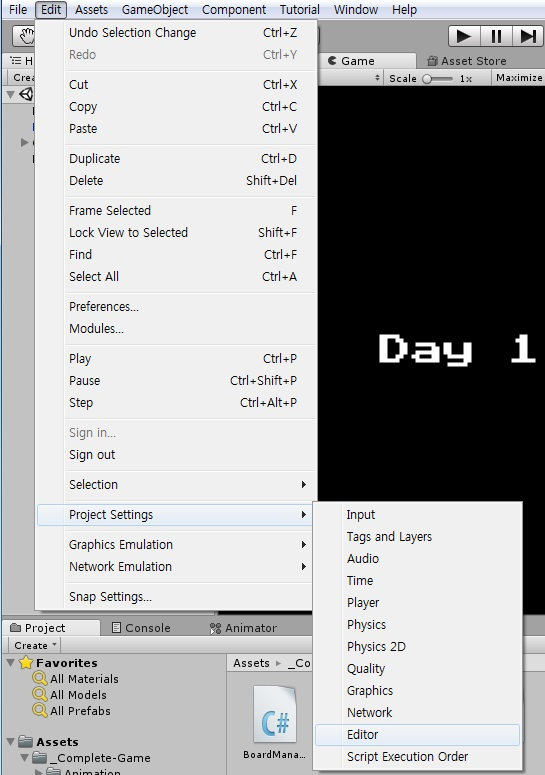 File Edit Assets GameObject Component Tutorial Window Help
Undo Selection Change Ctrl+Z
Redo Ctrl+Y
Cut Ctrl+X
Copy Ctrl+C
Paste Ctrl+V
Duplicate Ctrl+D
Delete Shift+Del
Frame Selected F
Lock View to Selected Shift+F
Find Ctrl+F
Select All Ctrl+A
Preferences...
Modules...
Play Ctrl+P
Pause Ctrl+Shift+P
Step Ctrl+Alt+P
Sign in...
Sign out
Selection
Project Settings
Graphics Emulation
Network Emulation
Snap Settings...
Game Asset Store
Scale 1x Maximize
Day 1
Input
Tags and Layers
Audio
Time
Player
Physics
Physics 2D
Quality
Graphics
Network
Editor
Script Execution Order
Project Console Animator
Create
Favorites
All Materials
All Models
All Prefabs
Assets
_Complete-Game
Animation
Assets _Co
C#
BoardMana...